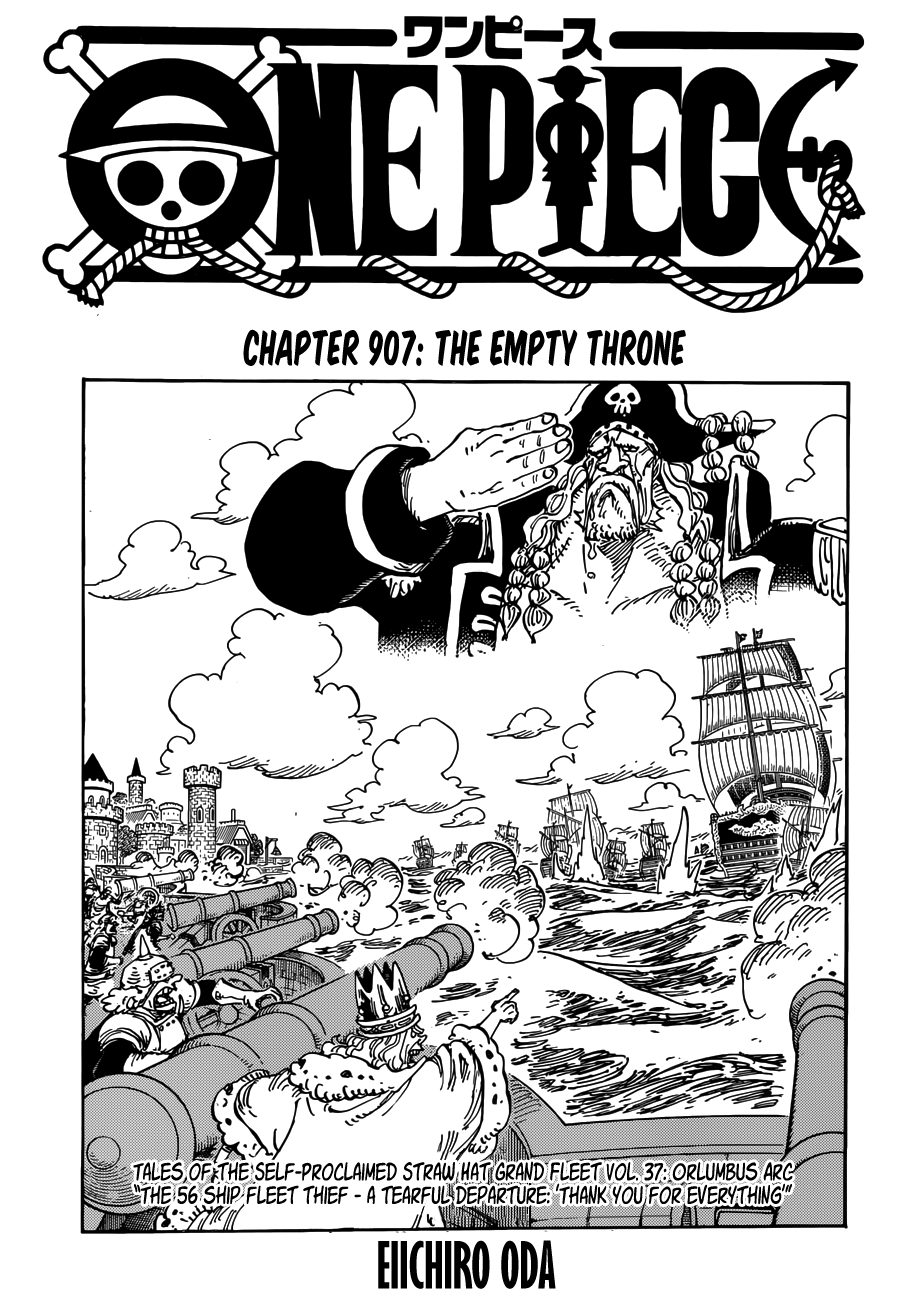 ワンピース
ONE PIECE
CHAPTER 907: THE EMPTY THRONE
TALES OF THE SELF-PROCLAIMED STRAW HAT GRAND FLEET VOL. 37: ORLUMBUS ARC
"THE 56 SHIP FLEET THIEF - A TEARFUL DEPARTURE: 'THANK YOU FOR EVERYTHING'"
EIICHIRO ODA